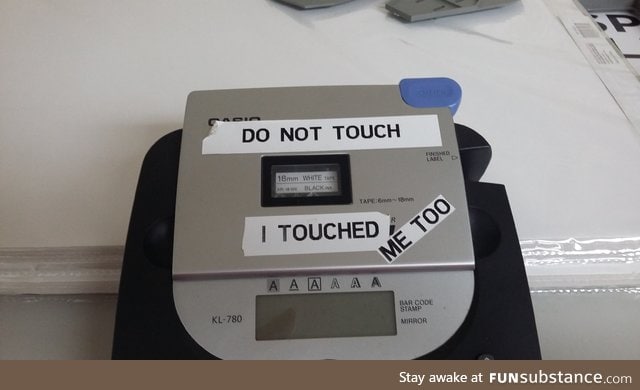 CASIO
DO NOT TOUCH
FINISHED
LABEL
18mm WHITE TAPE
BLACK INK
TAPE: 6mm~18mm
I TOUCHED
ME TOO
A A A A A A
BAR CODE
STAMP
MIRROR
KL-780
Stay awake at FUNsubstance.com